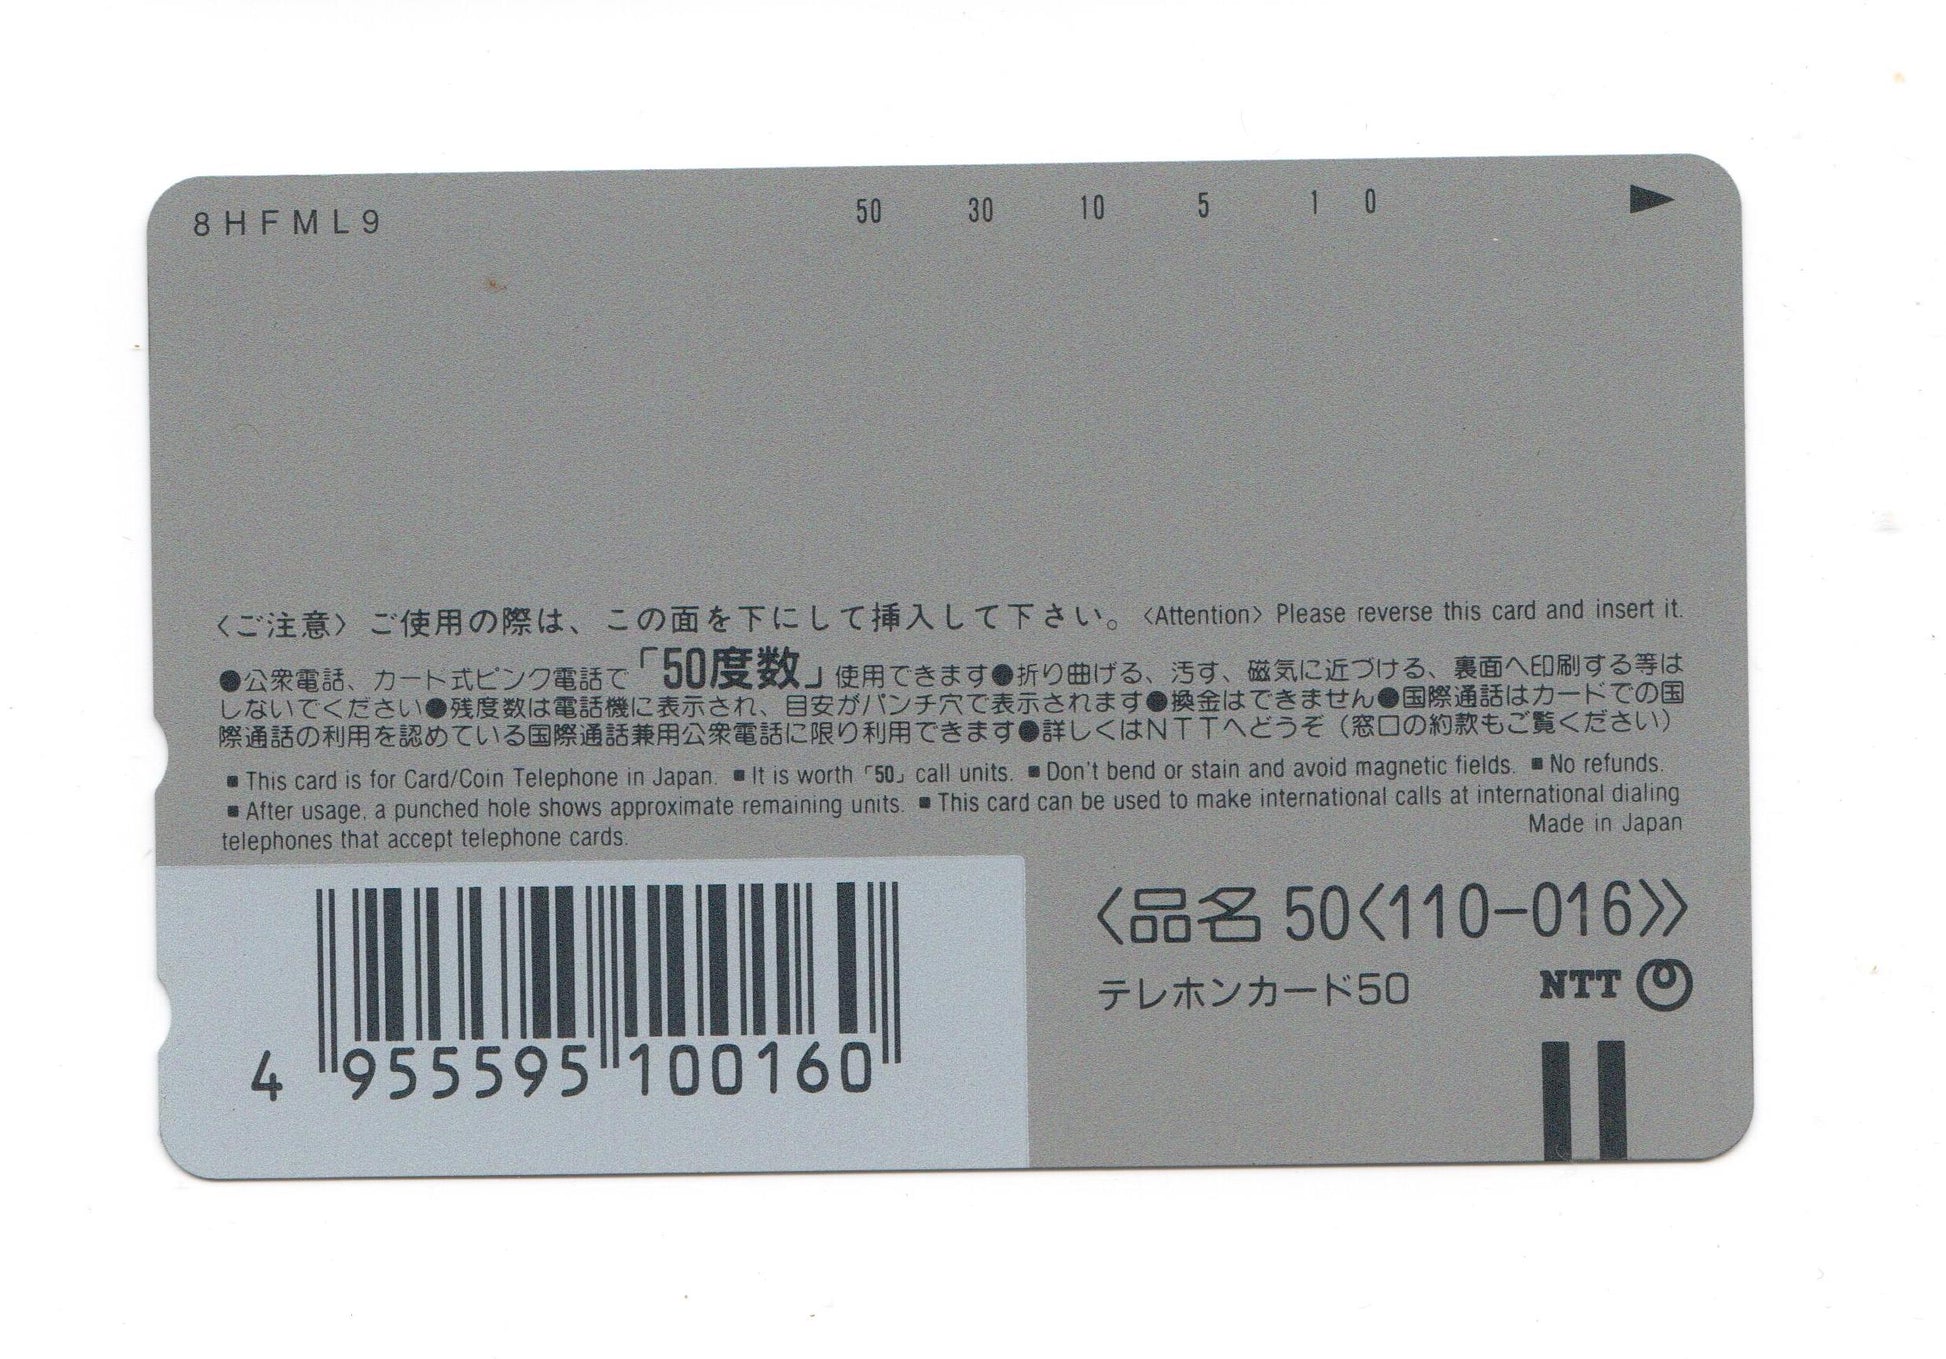 8HFML9 50 30 10 5 1 0
〈ご注意〉ご使用の際は、この面を下にして挿入して下さい。〈Attention〉 Please reverse this card and insert it.
●公衆電話、カード式ピンク電話で「50度数」使用できます●折り曲げる、汚す、磁気に近づける、裏面へ印刷する等は
しないでください●残度数は電話機に表示され、目安がパンチ穴で表示されます●換金はできません●国際通話はカードでの国
際通話の利用を認めている国際通話兼用公衆電話に限り利用できます●詳しくはNTTへどうぞ(窓口の約款もご覧ください)
■This card is for Card/Coin Telephone in Japan. ■It is worth「50」call units. ■Don't bend or stain and avoid magnetic fields. ■No refunds.
■After usage, a punched hole shows approximate remaining units. ■This card can be used to make international calls at international dialing
telephones that accept telephone cards.
Made in Japan
〈品名 50〈110-016〉〉
テレホンカード50
NTT
4 955595 100160